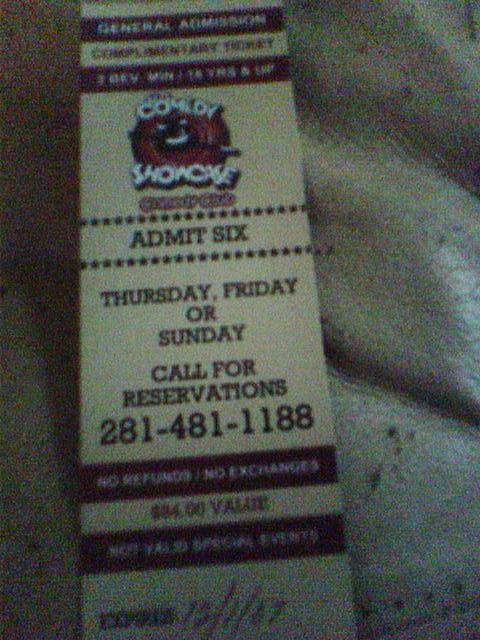 GENERAL ADMISSION
COMPLIMENTARY TICKET
2 BEV. MIN / 18 YRS & UP
COMEDY
SHOWCASE
ADMIT SIX
THURSDAY, FRIDAY
OR
SUNDAY
CALL FOR
RESERVATIONS
281-481-1188
NO REFUNDS / NO EXCHANGES
$84.00 VALUE
NOT VALID SPECIAL EVENTS
EXPIRES